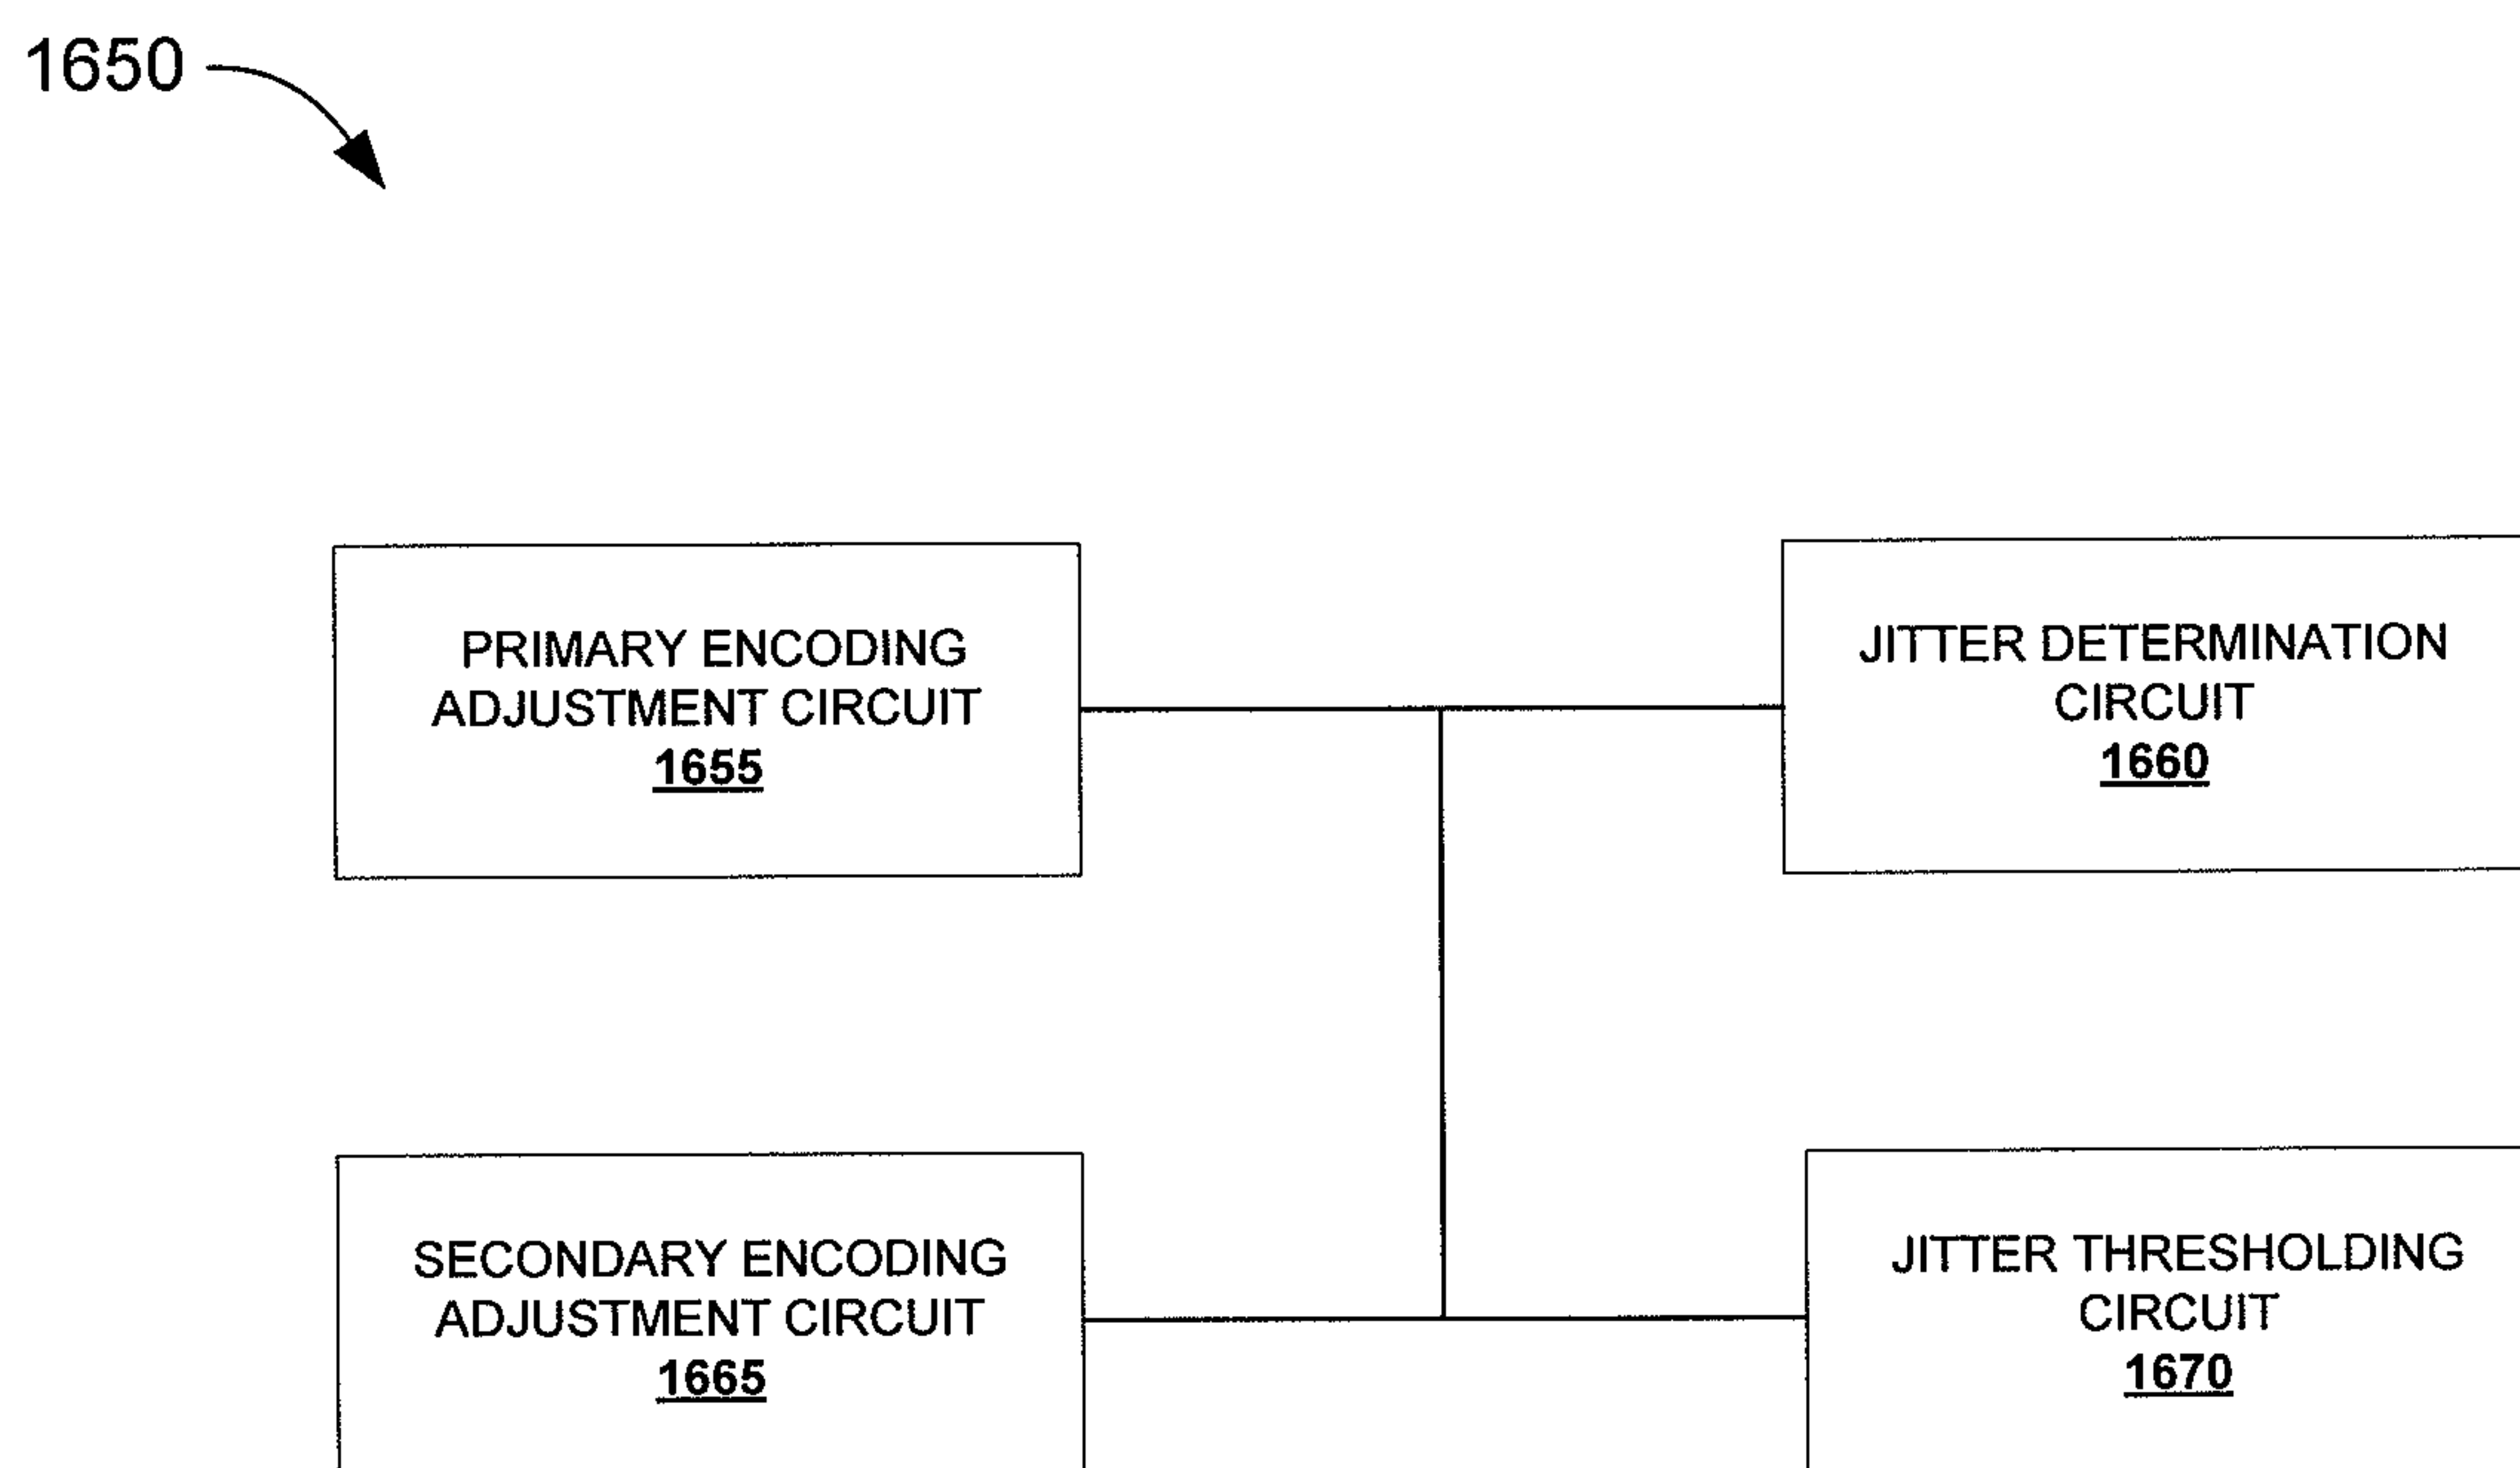 1650
PRIMARY ENCODING
ADJUSTMENT CIRCUIT
1655
JITTER DETERMINATION
CIRCUIT
1660
SECONDARY ENCODING
ADJUSTMENT CIRCUIT
1665
JITTER THRESHOLDING
CIRCUIT
1670